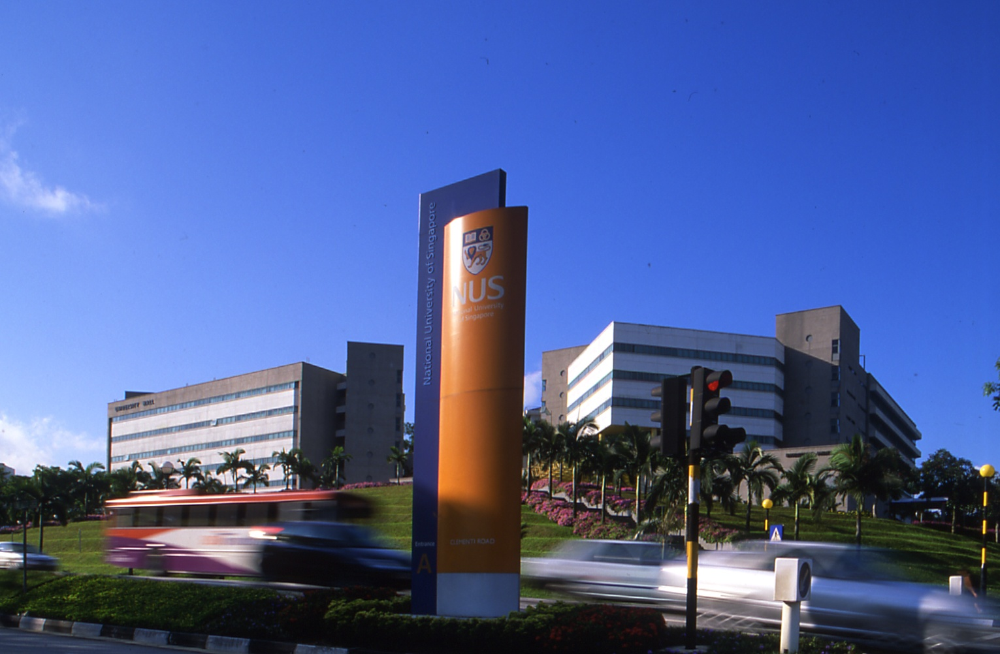 National University of Singapore
NUS
National University
of Singapore
UNIVERSITY HALL
Entrance
A
CLEMENTI ROAD